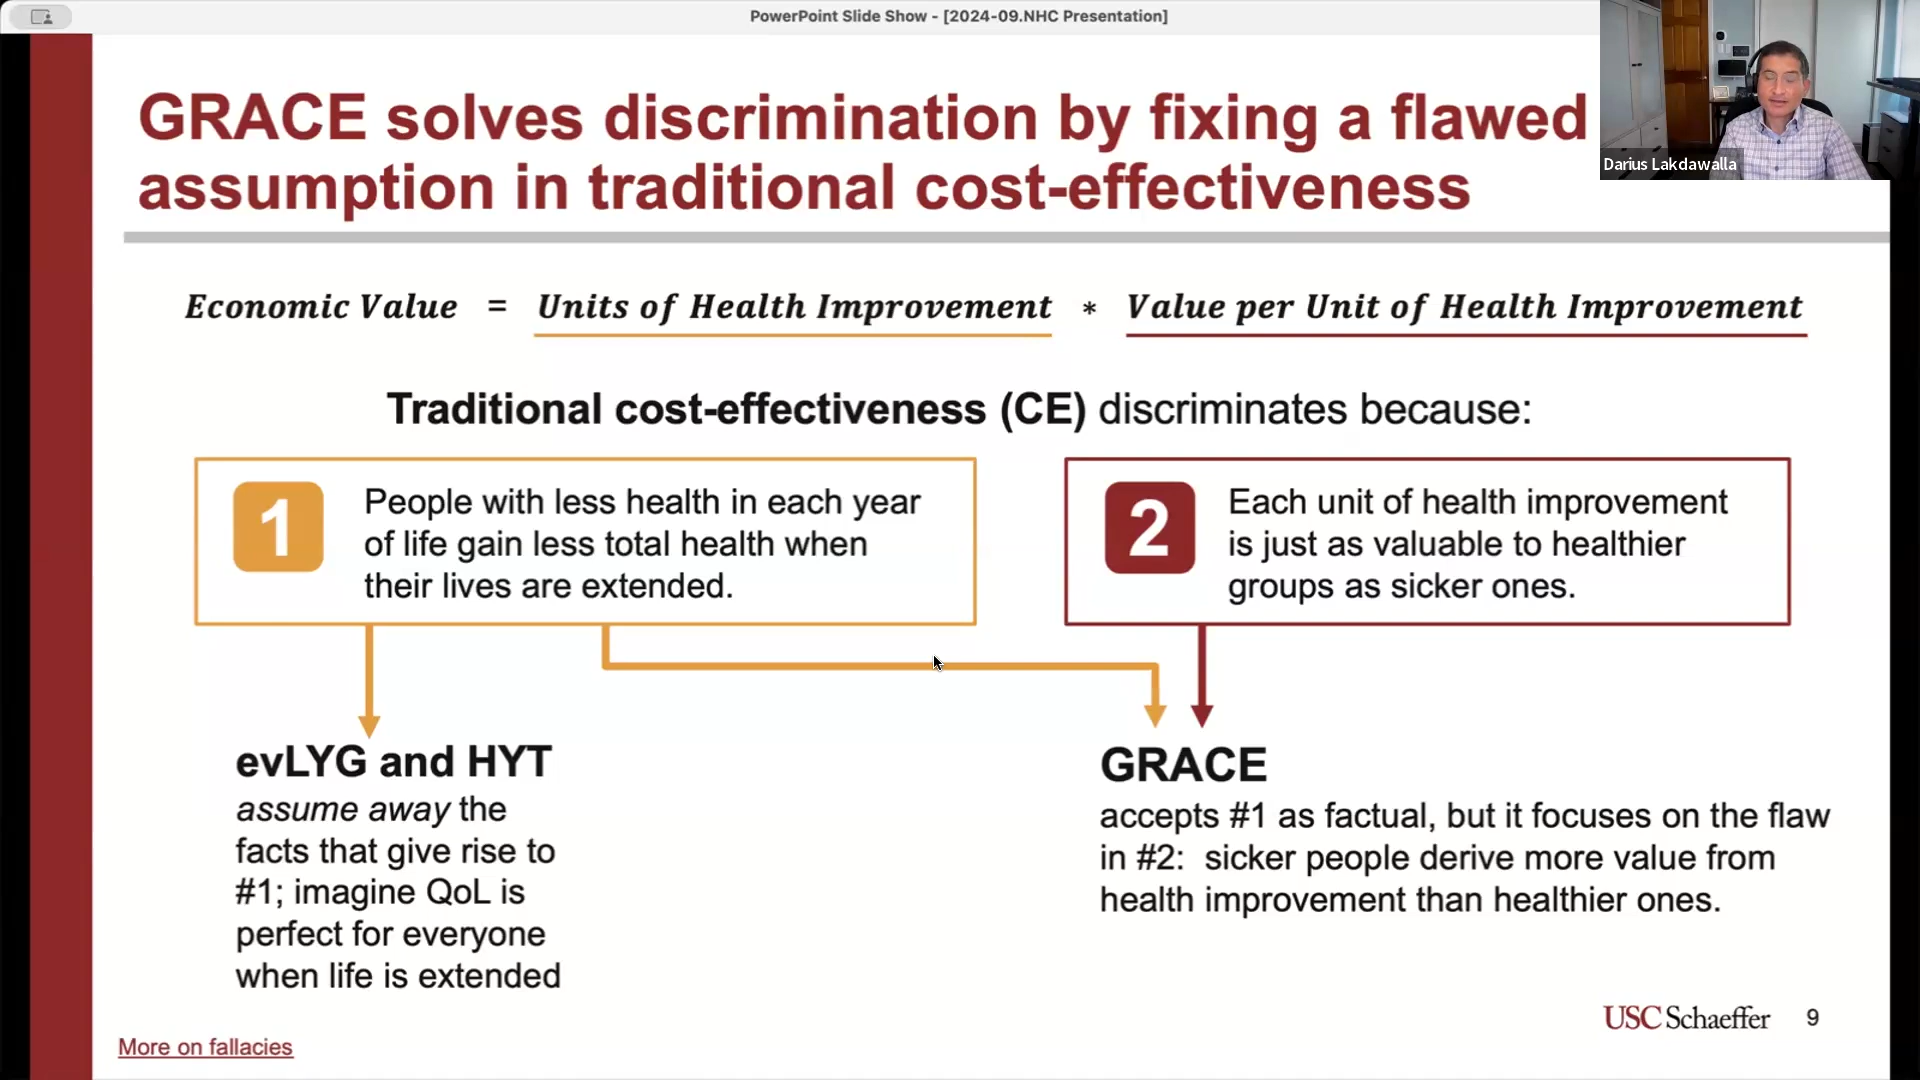 PowerPoint Slide Show - [2024-09.NHC Presentation]
Darius Lakdawalla
GRACE solves discrimination by fixing a flawed
assumption in traditional cost-effectiveness
Economic Value = Units of Health Improvement * Value per Unit of Health Improvement
Traditional cost-effectiveness (CE) discriminates because:
1
People with less health in each year
of life gain less total health when
their lives are extended.
2
Each unit of health improvement
is just as valuable to healthier
groups as sicker ones.
evLYG and HYT
assume away the
facts that give rise to
#1; imagine QoL is
perfect for everyone
when life is extended
GRACE
accepts #1 as factual, but it focuses on the flaw
in #2: sicker people derive more value from
health improvement than healthier ones.
USC Schaeffer
9
More on fallacies